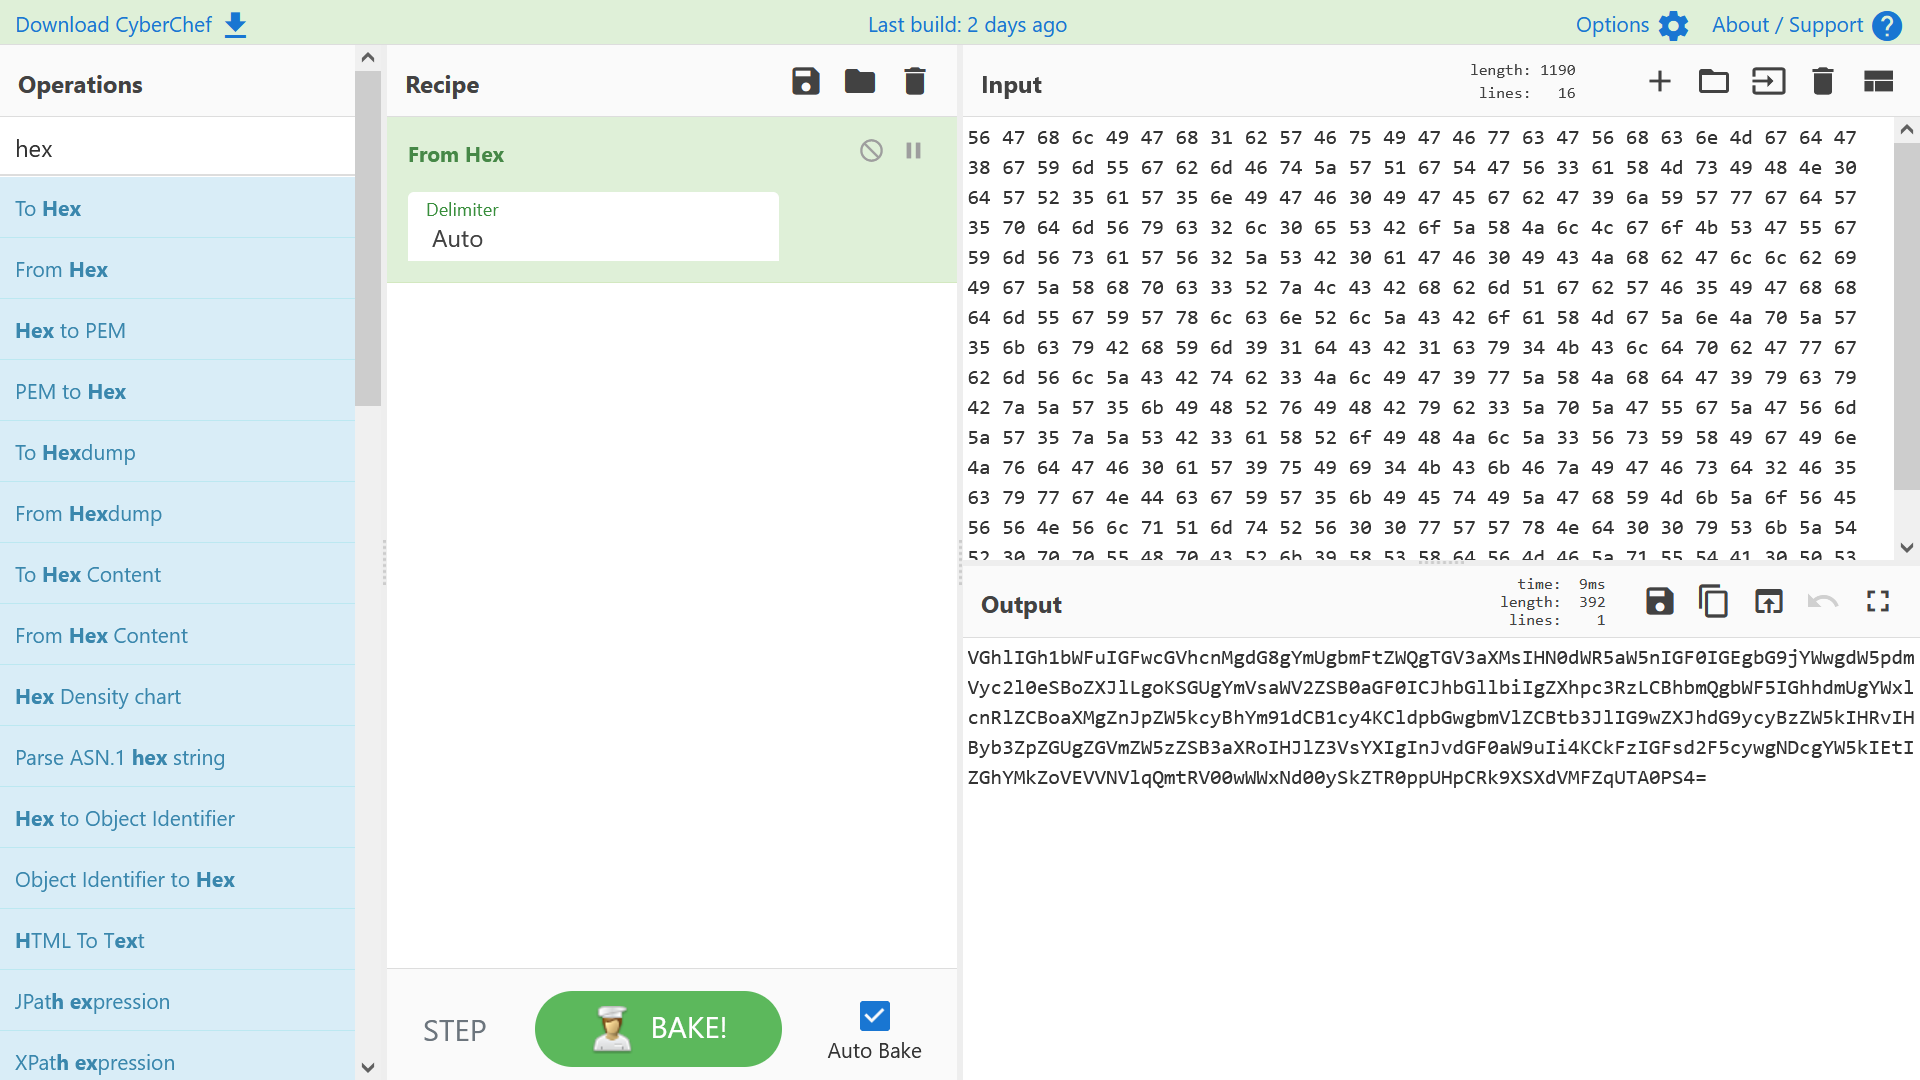 Download CyberChef
Last build: 2 days ago
Options
About / Support
Operations
hex
To Hex
From Hex
Hex to PEM
PEM to Hex
To Hexdump
From Hexdump
To Hex Content
From Hex Content
Hex Density chart
Parse ASN.1 hex string
Hex to Object Identifier
Object Identifier to Hex
HTML To Text
JPath expression
XPath expression
Recipe
From Hex
Delimiter
Auto
STEP
BAKE!
Auto Bake
Input
length: 1190
lines: 16
56 47 68 6c 49 47 68 31 62 57 46 75 49 47 46 77 63 47 56 68 63 6e 4d 67 64 47
38 67 59 6d 55 67 62 6d 46 74 5a 57 51 67 54 47 56 33 61 58 4d 73 49 48 4e 30
64 57 52 35 61 57 35 6e 49 47 46 30 49 47 45 67 62 47 39 6a 59 57 77 67 64 57
35 70 64 6d 56 79 63 32 6c 30 65 53 42 6f 5a 58 4a 6c 4c 67 6f 4b 53 47 55 67
59 6d 56 73 61 57 56 32 5a 53 42 30 61 47 46 30 49 43 4a 68 62 47 6c 6c 62 69
49 67 5a 58 68 70 63 33 52 7a 4c 43 42 68 62 6d 51 67 62 57 46 35 49 47 68 68
64 6d 55 67 59 57 78 6c 63 6e 52 6c 5a 43 42 6f 61 58 4d 67 5a 6e 4a 70 5a 57
35 6b 63 79 42 68 59 6d 39 31 64 43 42 31 63 79 34 4b 43 6c 64 70 62 47 77 67
62 6d 56 6c 5a 43 42 74 62 33 4a 6c 49 47 39 77 5a 58 4a 68 64 47 39 79 63 79
42 7a 5a 57 35 6b 49 48 52 76 49 48 42 79 62 33 5a 70 5a 47 55 67 5a 47 56 6d
5a 57 35 7a 5a 53 42 33 61 58 52 6f 49 48 4a 6c 5a 33 56 73 59 58 49 67 49 6e
4a 76 64 47 46 30 61 57 39 75 49 69 34 4b 43 6b 46 7a 49 47 46 73 64 32 46 35
63 79 77 67 4e 44 63 67 59 57 35 6b 49 45 74 49 5a 47 68 59 4d 6b 5a 6f 56 45
56 56 4e 56 6c 71 51 6d 74 52 56 30 30 77 57 57 78 4e 64 30 30 79 53 6b 5a 54
52 30 70 70 55 48 70 43 52 6b 39 58 53 58 64 56 4d 46 5a 71 55 54 41 30 50 53
Output
time: 9ms
length: 392
lines: 1
VGhlIGh1bWFuIGFwcGVhcnMgdG8gYmUgbmFtZWQgTGV3aXMsIHN0dWR5aW5nIGF0IGEgbG9jYWwgdW5pdm
Vyc2l0eSBoZXJlLgoKSGUgYmVsaWV2ZSB0aGF0ICJhbGllbiIgZXhpc3RzLCBhbmQgbWF5IGhhdmUgYWxl
cnRlZCBoaXMgZnJpZW5kcyBhYm91dCB1cy4KCldpbGwgbmVlZCBtb3JlIG9wZXJhdG9ycyBzZW5kIHRvIH
Byb3ZpZGUgZGVmZW5zZSB3aXRoIHJlZ3VsYXIgInJvdGF0aW9uIi4KCkFzIGFsd2F5cywgNDcgYW5kIEtI
ZGhYMkZoVEVVNVlqQmtRV00wWWxNd00ySkZTR0ppUHpCRk9XSXdVMFZqUTA0PS4=